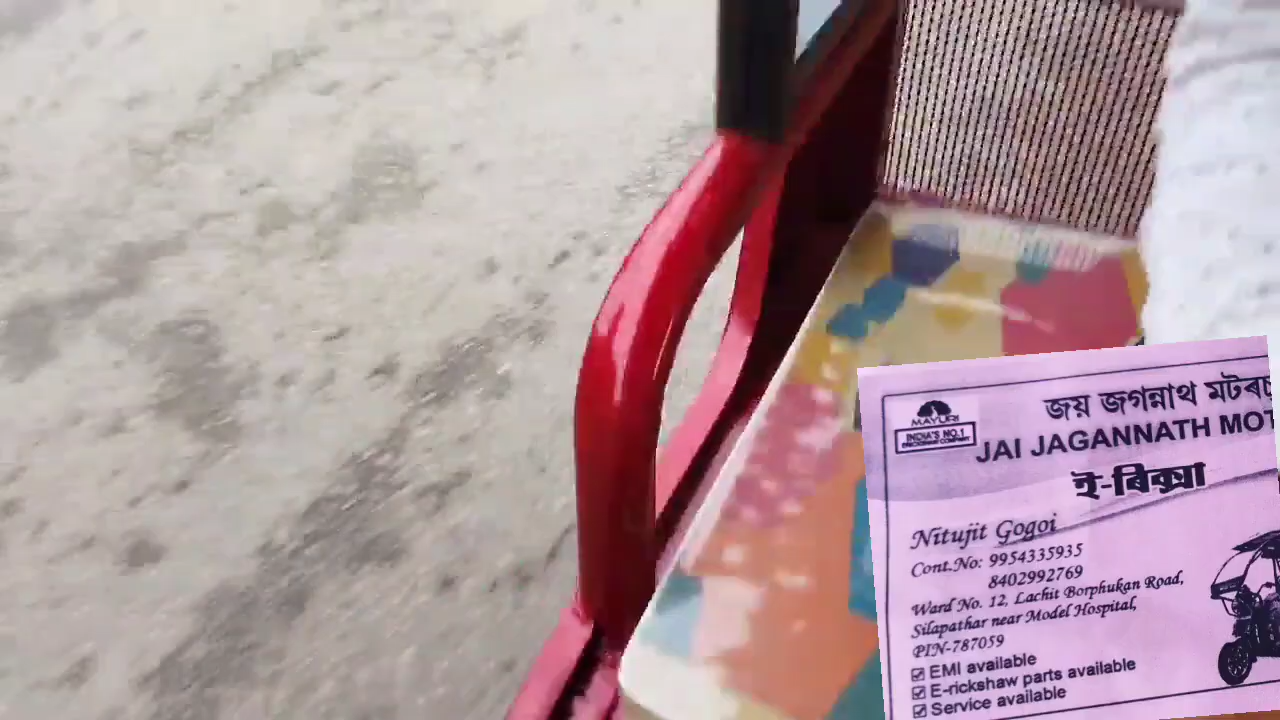 জয় জগন্নাথ মটৰচ
MAYURI
INDIA'S NO.1
JAI JAGANNATH MOT
ই-ৰিক্সা
Nitujit Gogoi
Cont.No: 9954335935
8402992769
Ward No. 12, Lachit Borphukan Road,
Silapathar near Model Hospital,
PIN-787059
☑ EMI available
☑ E-rickshaw parts available
☑ Service available